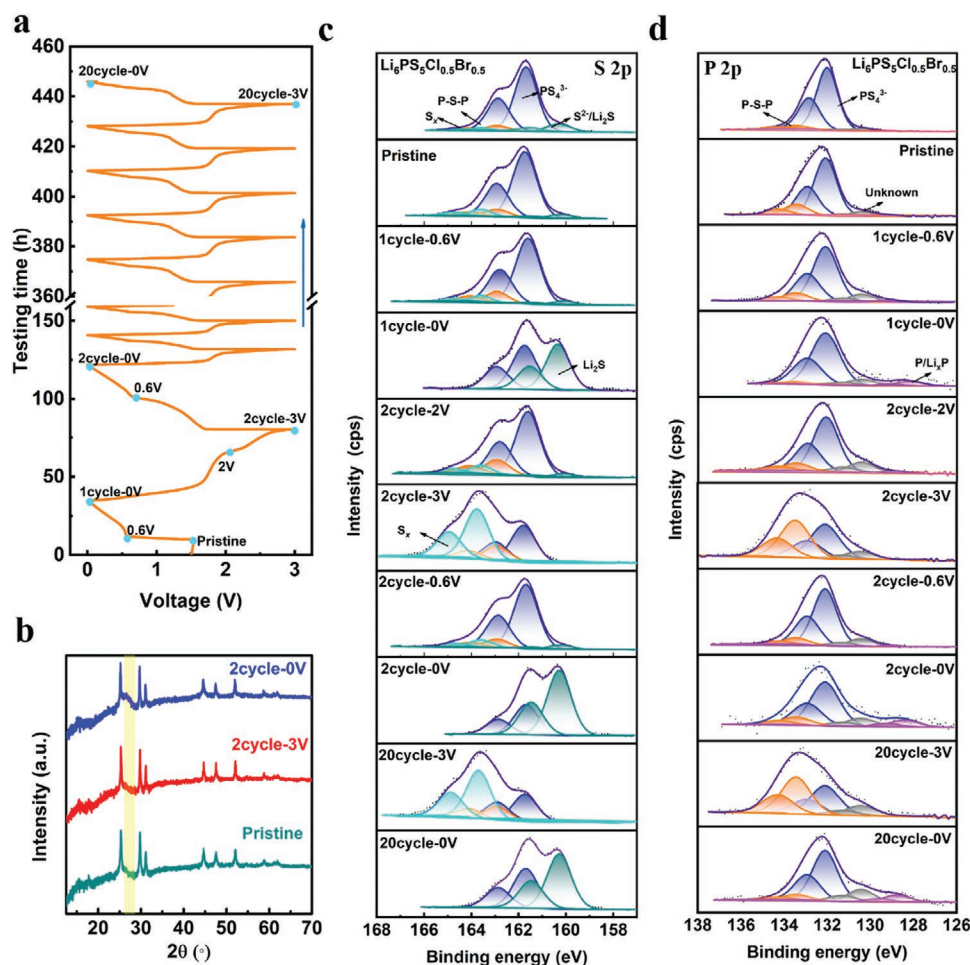 a
460
440
420
400
380
360
150
100
50
0
Testing time (h)
20cycle-0V
20cycle-3V
2cycle-0V
0.6V
2cycle-3V
2V
1cycle-0V
0.6V
Pristine
0 1 2 3
Voltage (V)
b
Intensity (a.u.)
2cycle-0V
2cycle-3V
Pristine
20 30 40 50 60 70
2θ (°)
c
Li₆PS₅Cl₀.₅Br₀.₅ S 2p
PS₄³⁻
P-S-P
Sₓ
S²⁻/Li₂S
Pristine
1cycle-0.6V
1cycle-0V
Li₂S
2cycle-2V
2cycle-3V
Sₓ
2cycle-0.6V
2cycle-0V
20cycle-3V
20cycle-0V
Intensity (cps)
168 166 164 162 160 158
Binding energy (eV)
d
P 2p Li₆PS₅Cl₀.₅Br₀.₅
P-S-P
PS₄³⁻
Pristine
Unknown
1cycle-0.6V
1cycle-0V
P/LiₓP
2cycle-2V
2cycle-3V
2cycle-0.6V
2cycle-0V
20cycle-3V
20cycle-0V
Intensity (cps)
138 136 134 132 130 128 126
Binding energy (eV)